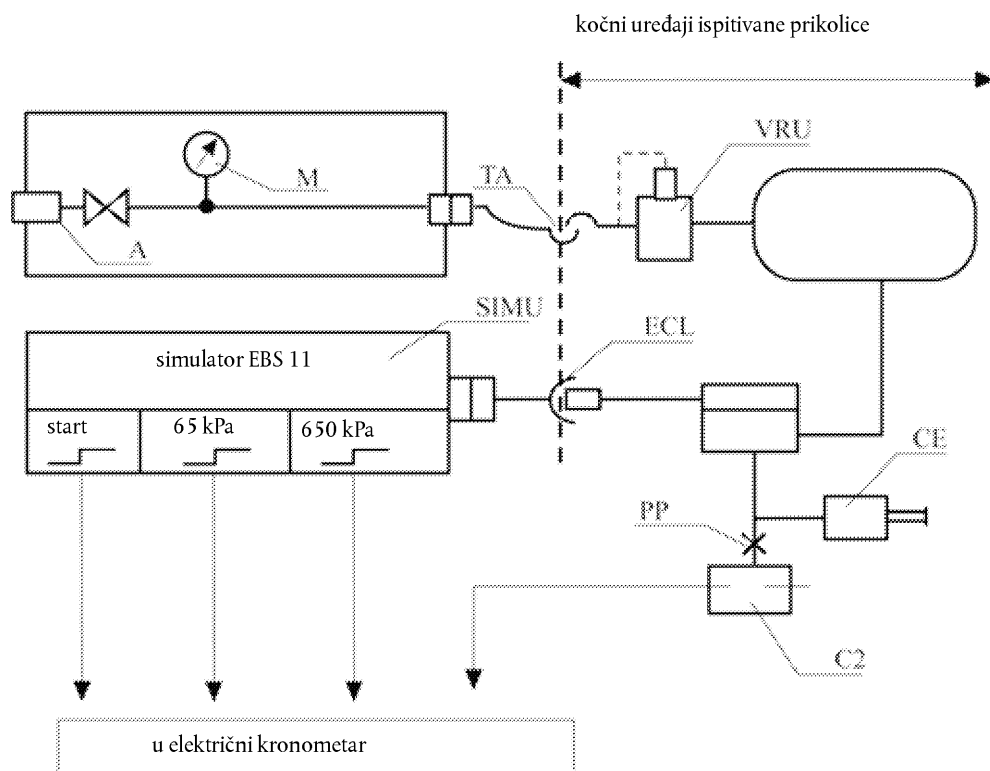 kočni uređaji ispitivane prikolice
VRU
M
TA
A
SIMU
ECL
simulator EBS 11
start
65 kPa
650 kPa
CE
PP
C2
u električni kronometar